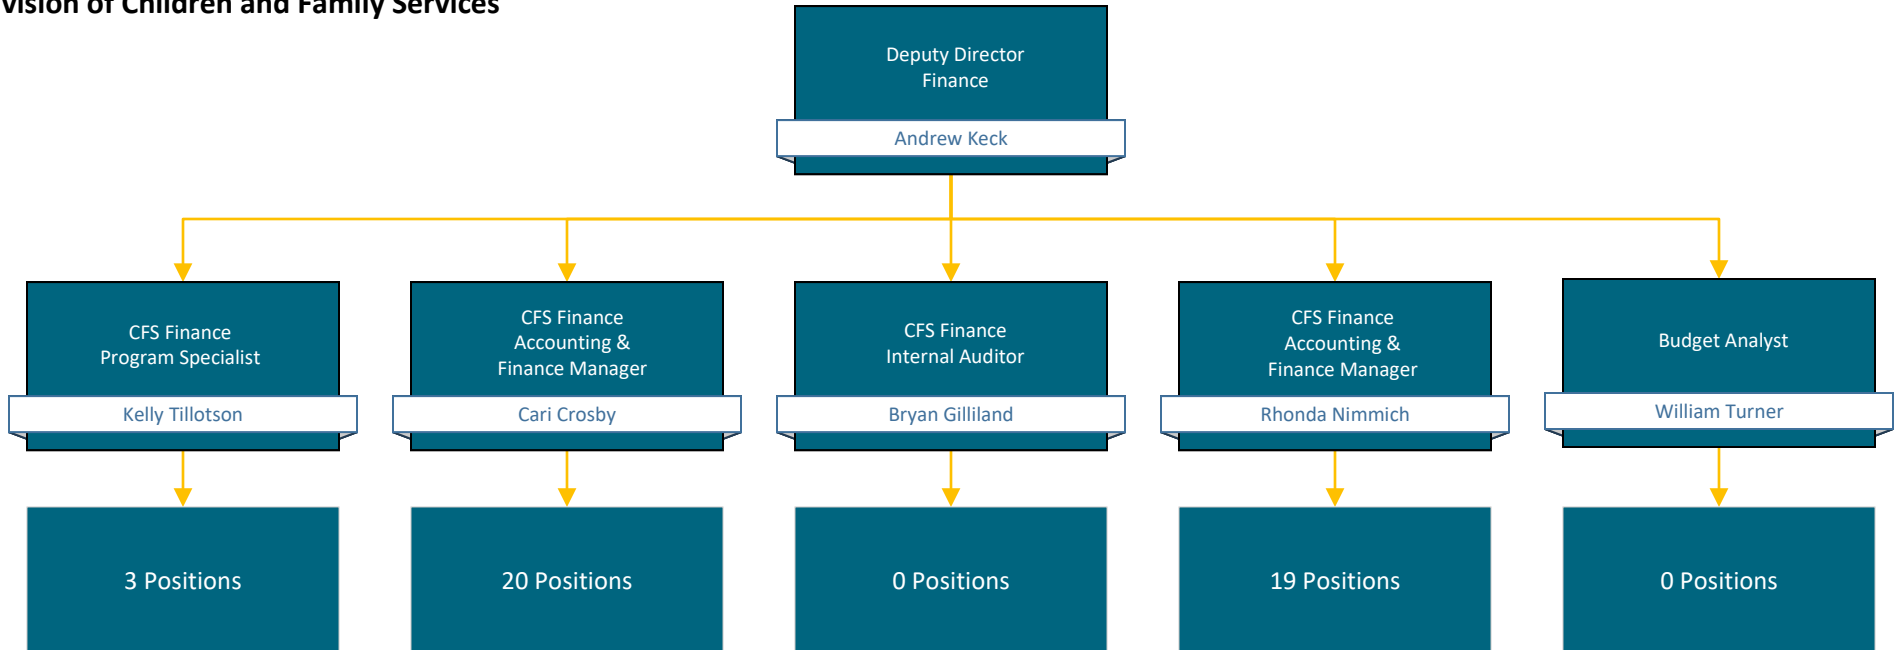 vision of Children and Family Services
Deputy Director
Finance
Andrew Keck
CFS Finance
Program Specialist
Kelly Tillotson
CFS Finance
Accounting &
Finance Manager
Cari Crosby
CFS Finance
Internal Auditor
Bryan Gilliland
CFS Finance
Accounting &
Finance Manager
Rhonda Nimmich
Budget Analyst
William Turner
3 Positions
20 Positions
0 Positions
19 Positions
0 Positions